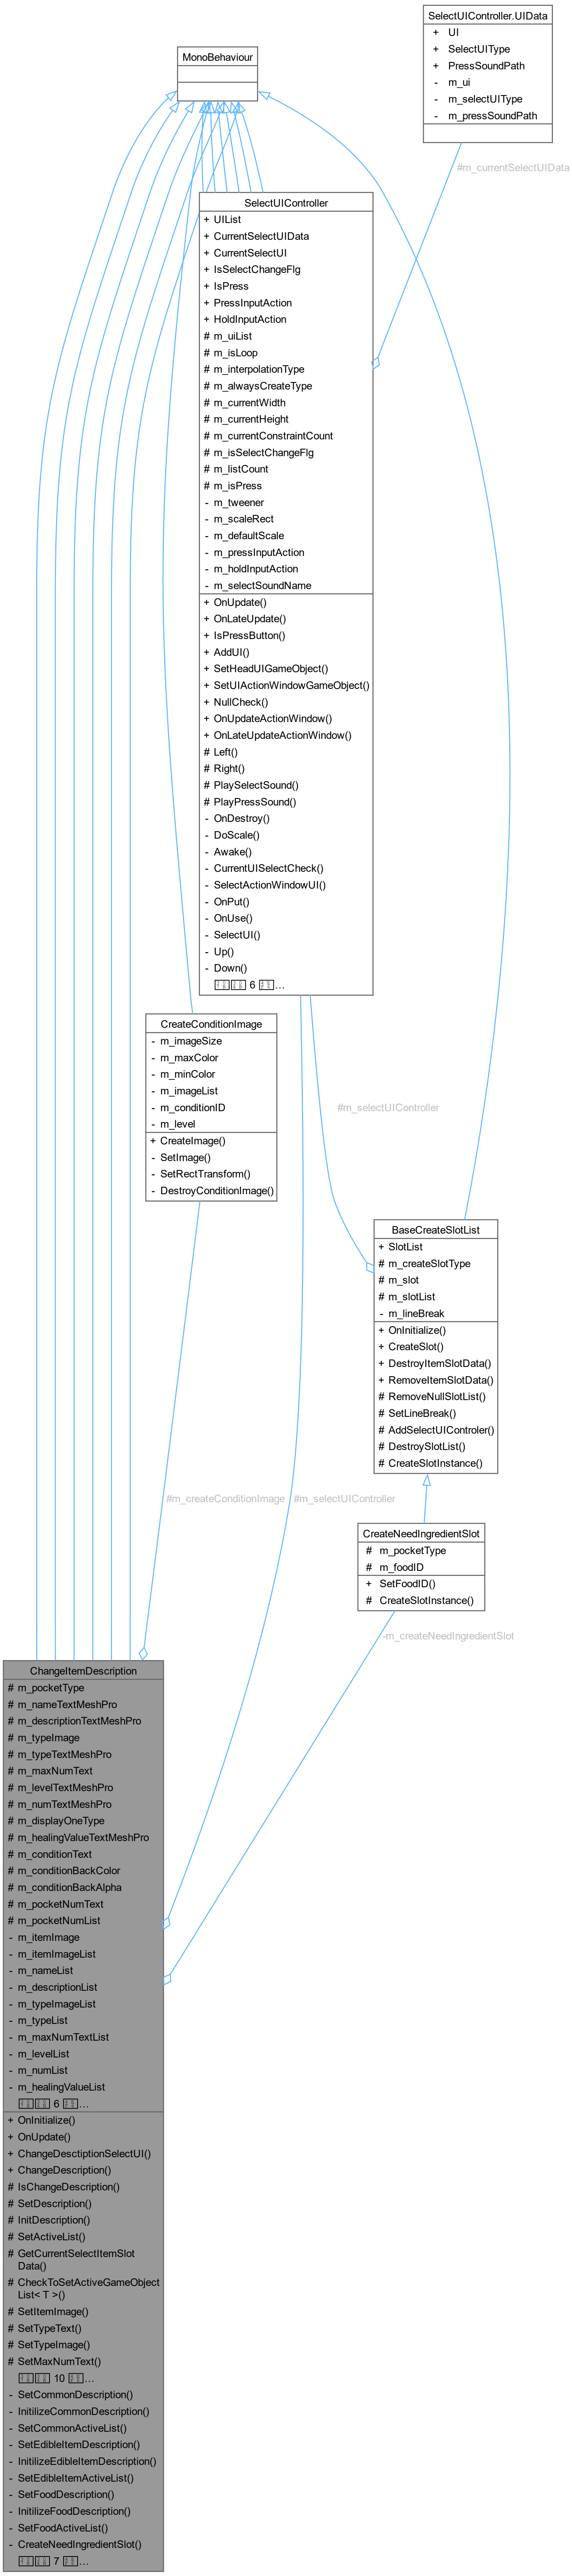 SelectUIController.UIData
+ UI
+ SelectUIType
+ PressSoundPath
- m_ui
- m_selectUIType
- m_pressSoundPath
MonoBehaviour
#m_currentSelectUIData
SelectUIController
+ UIList
+ CurrentSelectUIData
+ CurrentSelectUI
+ IsSelectChangeFlg
+ IsPress
+ PressInputAction
+ HoldInputAction
# m_uiList
# m_isLoop
# m_interpolationType
# m_alwaysCreateType
# m_currentWidth
# m_currentHeight
# m_currentConstraintCount
# m_isSelectChangeFlg
# m_listCount
# m_isPress
- m_tweener
- m_scaleRect
- m_defaultScale
- m_pressInputAction
- m_holdInputAction
- m_selectSoundName
+ OnUpdate()
+ OnLateUpdate()
+ IsPressButton()
+ AddUI()
+ SetHeadUIGameObject()
+ SetUIActionWindowGameObject()
+ NullCheck()
+ OnUpdateActionWindow()
+ OnLateUpdateActionWindow()
# Left()
# Right()
# PlaySelectSound()
# PlayPressSound()
- OnDestroy()
- DoScale()
- Awake()
- CurrentUISelectCheck()
- SelectActionWindowUI()
- OnPut()
- OnUse()
- SelectUI()
- Up()
- Down()
6 ...
CreateConditionImage
- m_imageSize
- m_maxColor
- m_minColor
- m_imageList
- m_conditionID
- m_level
+ CreateImage()
- SetImage()
- SetRectTransform()
- DestroyConditionImage()
#m_selectUIController
BaseCreateSlotList
+ SlotList
# m_createSlotType
# m_slot
# m_slotList
- m_lineBreak
+ OnInitialize()
+ CreateSlot()
+ DestroyItemSlotData()
+ RemoveItemSlotData()
# RemoveNullSlotList()
# SetLineBreak()
# AddSelectUIControler()
# DestroySlotList()
# CreateSlotInstance()
#m_createConditionImage
#m_selectUIController
CreateNeedIngredientSlot
# m_pocketType
# m_foodID
+ SetFoodID()
# CreateSlotInstance()
-m_createNeedIngredientSlot
ChangeItemDescription
# m_pocketType
# m_nameTextMeshPro
# m_descriptionTextMeshPro
# m_typeImage
# m_typeTextMeshPro
# m_maxNumText
# m_levelTextMeshPro
# m_numTextMeshPro
# m_displayOneType
# m_healingValueTextMeshPro
# m_conditionText
# m_conditionBackColor
# m_conditionBackAlpha
# m_pocketNumText
# m_pocketNumList
- m_itemImage
- m_itemImageList
- m_nameList
- m_descriptionList
- m_typeImageList
- m_typeList
- m_maxNumTextList
- m_levelList
- m_numList
- m_healingValueList
6 ...
+ OnInitialize()
+ OnUpdate()
+ ChangeDesctiptionSelectUI()
+ ChangeDescription()
# IsChangeDescription()
# SetDescription()
# InitDescription()
# SetActiveList()
# GetCurrentSelectItemSlot
Data()
# CheckToSetActiveGameObject
List< T >()
# SetItemImage()
# SetTypeText()
# SetTypeImage()
# SetMaxNumText()
10 ...
- SetCommonDescription()
- InitilizeCommonDescription()
- SetCommonActiveList()
- SetEdibleItemDescription()
- InitilizeEdibleItemDescription()
- SetEdibleItemActiveList()
- SetFoodDescription()
- InitilizeFoodDescription()
- SetFoodActiveList()
- CreateNeedIngredientSlot()
7 ...